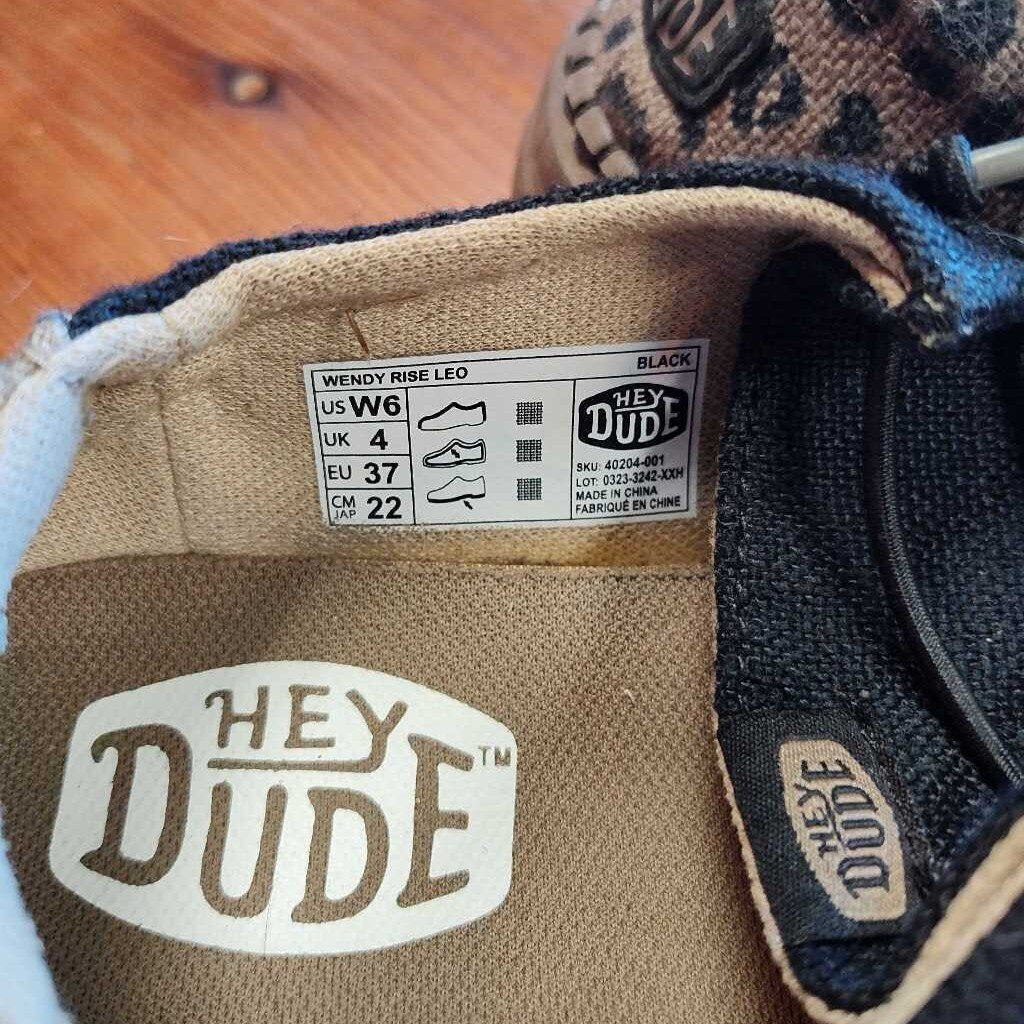 DE
WENDY RISE LEO BLACK
US W6
UK 4
EU 37
CM
JAP 22
HEY
DUDE
SKU: 40204-001
LOT: 0323-3242-XXH
MADE IN CHINA
FABRIQUÉ EN CHINE
HEY
DUDE™
HEY
DUDE